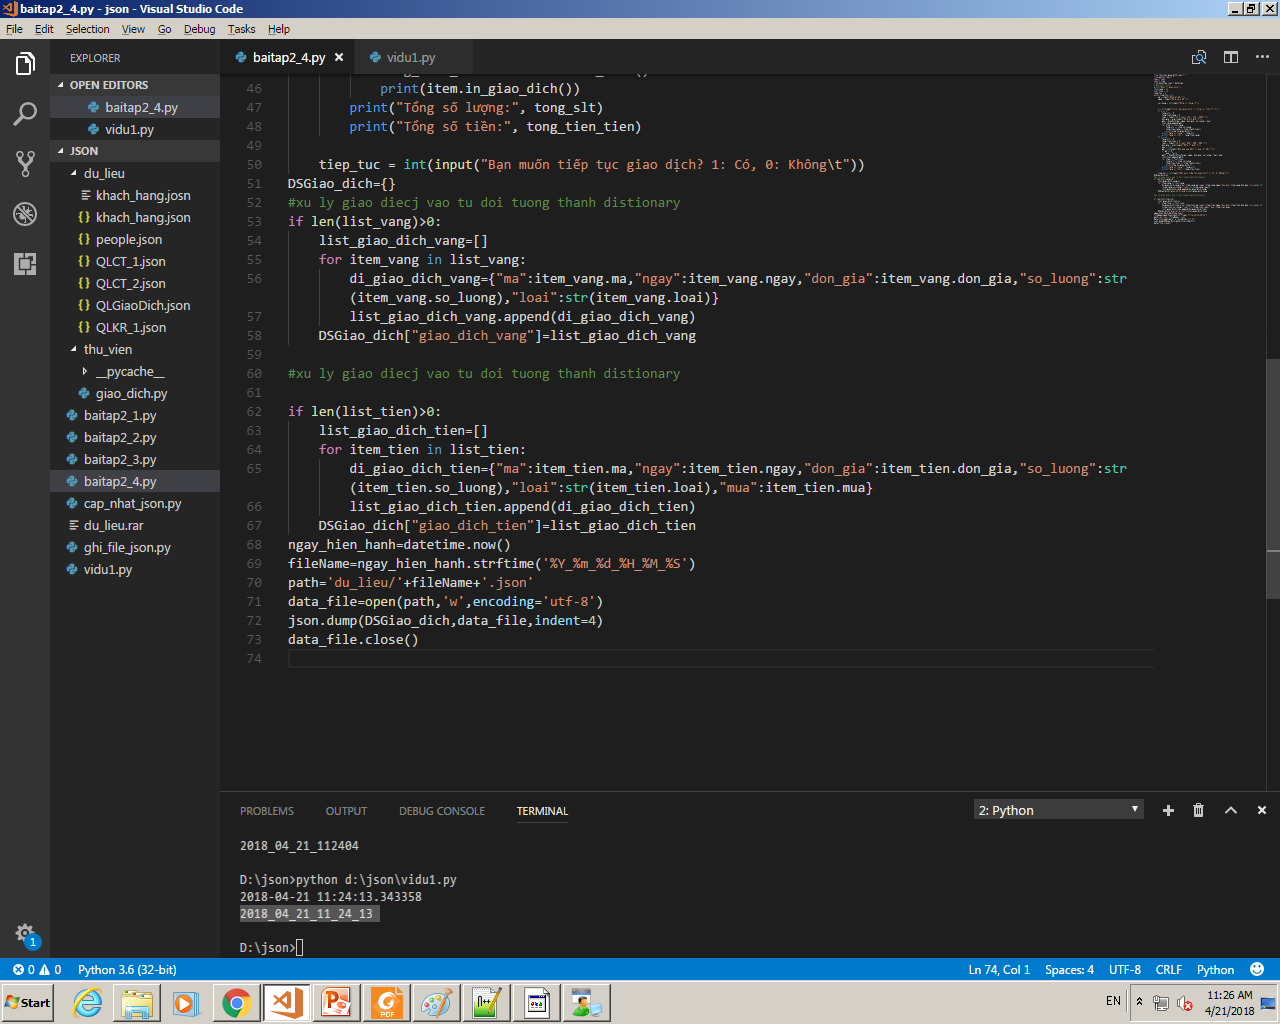 baitap2_4.py - json - Visual Studio Code
File Edit Selection View Go Debug Tasks Help
EXPLORER
OPEN EDITORS
baitap2_4.py
vidu1.py
JSON
du_lieu
khach_hang.josn
khach_hang.json
people.json
QLCT_1.json
QLCT_2.json
QLGiaoDich.json
QLKR_1.json
thu_vien
__pycache__
giao_dich.py
baitap2_1.py
baitap2_2.py
baitap2_3.py
baitap2_4.py
cap_nhat_json.py
du_lieu.rar
ghi_file_json.py
vidu1.py
baitap2_4.py vidu1.py
46 print(item.in_giao_dich())
47 print("Tổng số lượng:", tong_slt)
48 print("Tổng số tiền:", tong_tien_tien)
49
50 tiep_tuc = int(input("Bạn muốn tiếp tục giao dịch? 1: Có, 0: Không\t"))
51 DSGiao_dich={}
52 #xu ly giao diecj vao tu doi tuong thanh distionary
53 if len(list_vang)>0:
54 list_giao_dich_vang=[]
55 for item_vang in list_vang:
56 di_giao_dich_vang={"ma":item_vang.ma,"ngay":item_vang.ngay,"don_gia":item_vang.don_gia,"so_luong":str
(item_vang.so_luong),"loai":str(item_vang.loai)}
57 list_giao_dich_vang.append(di_giao_dich_vang)
58 DSGiao_dich["giao_dich_vang"]=list_giao_dich_vang
59
60 #xu ly giao diecj vao tu doi tuong thanh distionary
61
62 if len(list_tien)>0:
63 list_giao_dich_tien=[]
64 for item_tien in list_tien:
65 di_giao_dich_tien={"ma":item_tien.ma,"ngay":item_tien.ngay,"don_gia":item_tien.don_gia,"so_luong":str
(item_tien.so_luong),"loai":str(item_tien.loai),"mua":item_tien.mua}
66 list_giao_dich_tien.append(di_giao_dich_tien)
67 DSGiao_dich["giao_dich_tien"]=list_giao_dich_tien
68 ngay_hien_hanh=datetime.now()
69 fileName=ngay_hien_hanh.strftime('%Y_%m_%d_%H_%M_%S')
70 path='du_lieu/'+fileName+'.json'
71 data_file=open(path,'w',encoding='utf-8')
72 json.dump(DSGiao_dich,data_file,indent=4)
73 data_file.close()
74
PROBLEMS OUTPUT DEBUG CONSOLE TERMINAL 2: Python
2018_04_21_112404
D:\json>python d:\json\vidu1.py
2018-04-21 11:24:13.343358
2018_04_21_11_24_13
D:\json>
1
0 0 Python 3.6 (32-bit) Ln 74, Col 1 Spaces: 4 UTF-8 CRLF Python
Start PDF EN 11:26 AM
4/21/2018